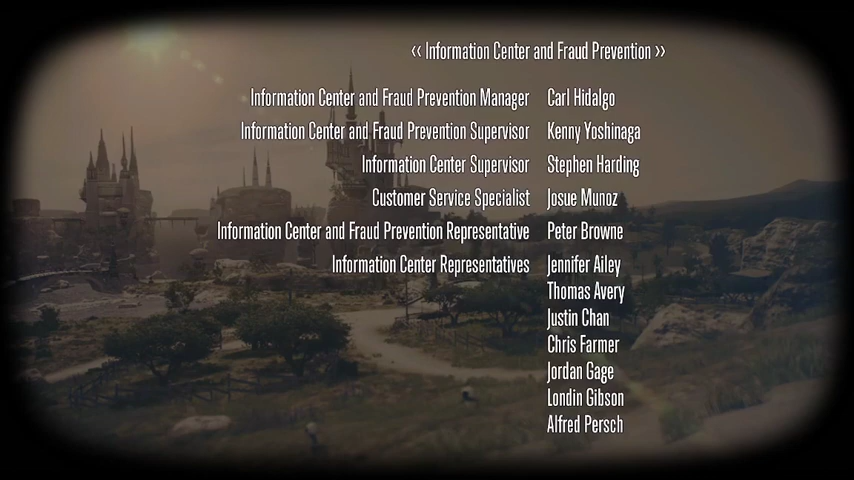 ‹‹ Information Center and Fraud Prevention ››
Information Center and Fraud Prevention Manager Carl Hidalgo
Information Center and Fraud Prevention Supervisor Kenny Yoshinaga
Information Center Supervisor Stephen Harding
Customer Service Specialist Josue Munoz
Information Center and Fraud Prevention Representative Peter Browne
Information Center Representatives Jennifer Ailey
Thomas Avery
Justin Chan
Chris Farmer
Jordan Gage
Londin Gibson
Alfred Persch